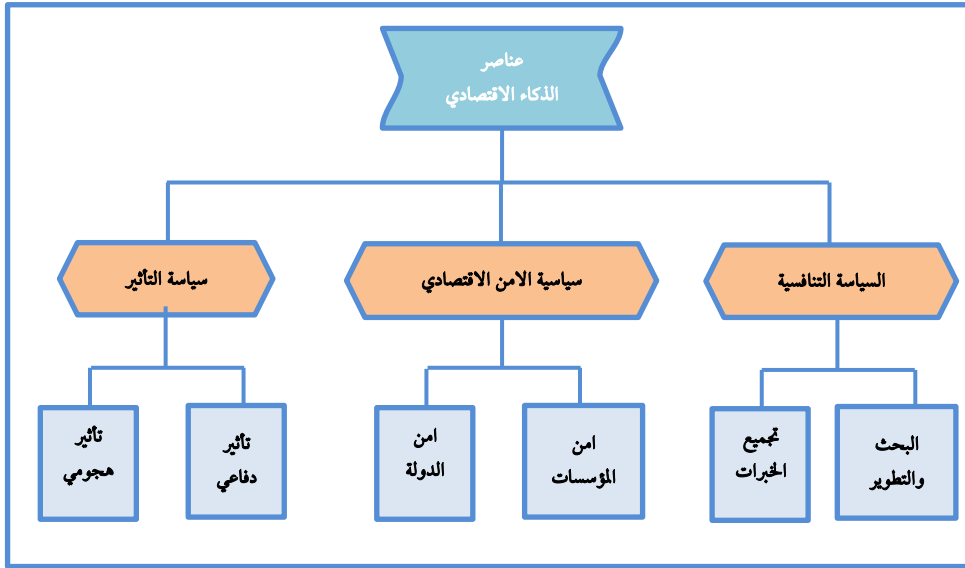 عناصر
الذكاء الاقتصادي
السياسة التنافسية
سياسية الامن الاقتصادي
سياسة التأثير
البحث
والتطوير
تجميع
الخبرات
امن
المؤسسات
امن
الدولة
تأثير
دفاعي
تأثير
هجومي